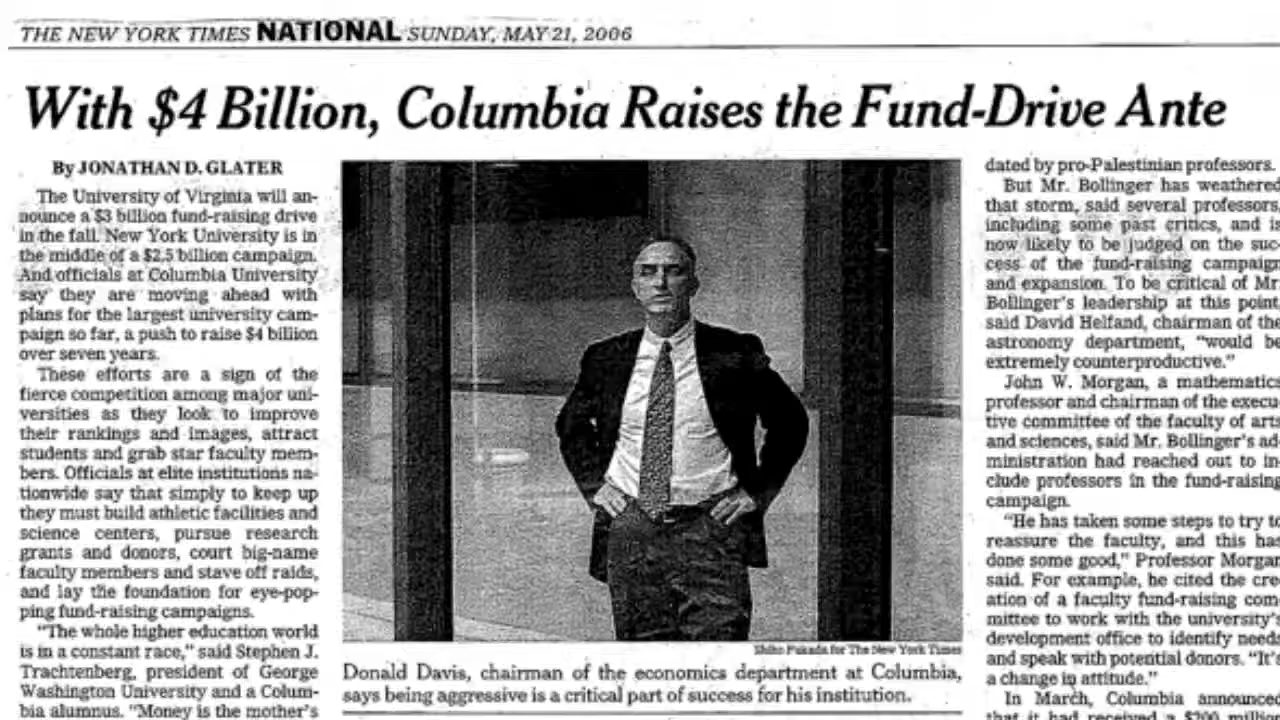 THE NEW YORK TIMES NATIONAL SUNDAY, MAY 21, 2006
With $4 Billion, Columbia Raises the Fund-Drive Ante
By JONATHAN D. GLATER
The University of Virginia will an-
nounce a $3 billion fund-raising drive
in the fall. New York University is in
the middle of a $2.5 billion campaign.
And officials at Columbia University
say they are moving ahead with
plans for the largest university cam-
paign so far, a push to raise $4 billion
over seven years.
These efforts are a sign of the
fierce competition among major uni-
versities as they look to improve
their rankings and images, attract
students and grab star faculty mem-
bers. Officials at elite institutions na-
tionwide say that simply to keep up
they must build athletic facilities and
science centers, pursue research
grants and donors, court big-name
faculty members and stave off raids,
and lay the foundation for eye-pop-
ping fund-raising campaigns.
"The whole higher education world
is in a constant race," said Stephen J.
Trachtenberg, president of George
Washington University and a Colum-
bia alumnus. "Money is the mother's
Shiho Fukada for The New York Times
Donald Davis, chairman of the economics department at Columbia,
says being aggressive is a critical part of success for his institution.
dated by pro-Palestinian professors.
But Mr. Bollinger has weathered
that storm, said several professors,
including some past critics, and is
now likely to be judged on the suc-
cess of the fund-raising campaign
and expansion. To be critical of Mr.
Bollinger's leadership at this point,
said David Helfand, chairman of the
astronomy department, "would be
extremely counterproductive."
John W. Morgan, a mathematics
professor and chairman of the execu-
tive committee of the faculty of arts
and sciences, said Mr. Bollinger's ad-
ministration had reached out to in-
clude professors in the fund-raising
campaign.
"He has taken some steps to try to
reassure the faculty, and this has
done some good," Professor Morgan
said. For example, he cited the cre-
ation of a faculty fund-raising com-
mittee to work with the university's
development office to identify needs
and speak with potential donors. "It's
a change in attitude."
In March, Columbia announced
that it had received a $200 million